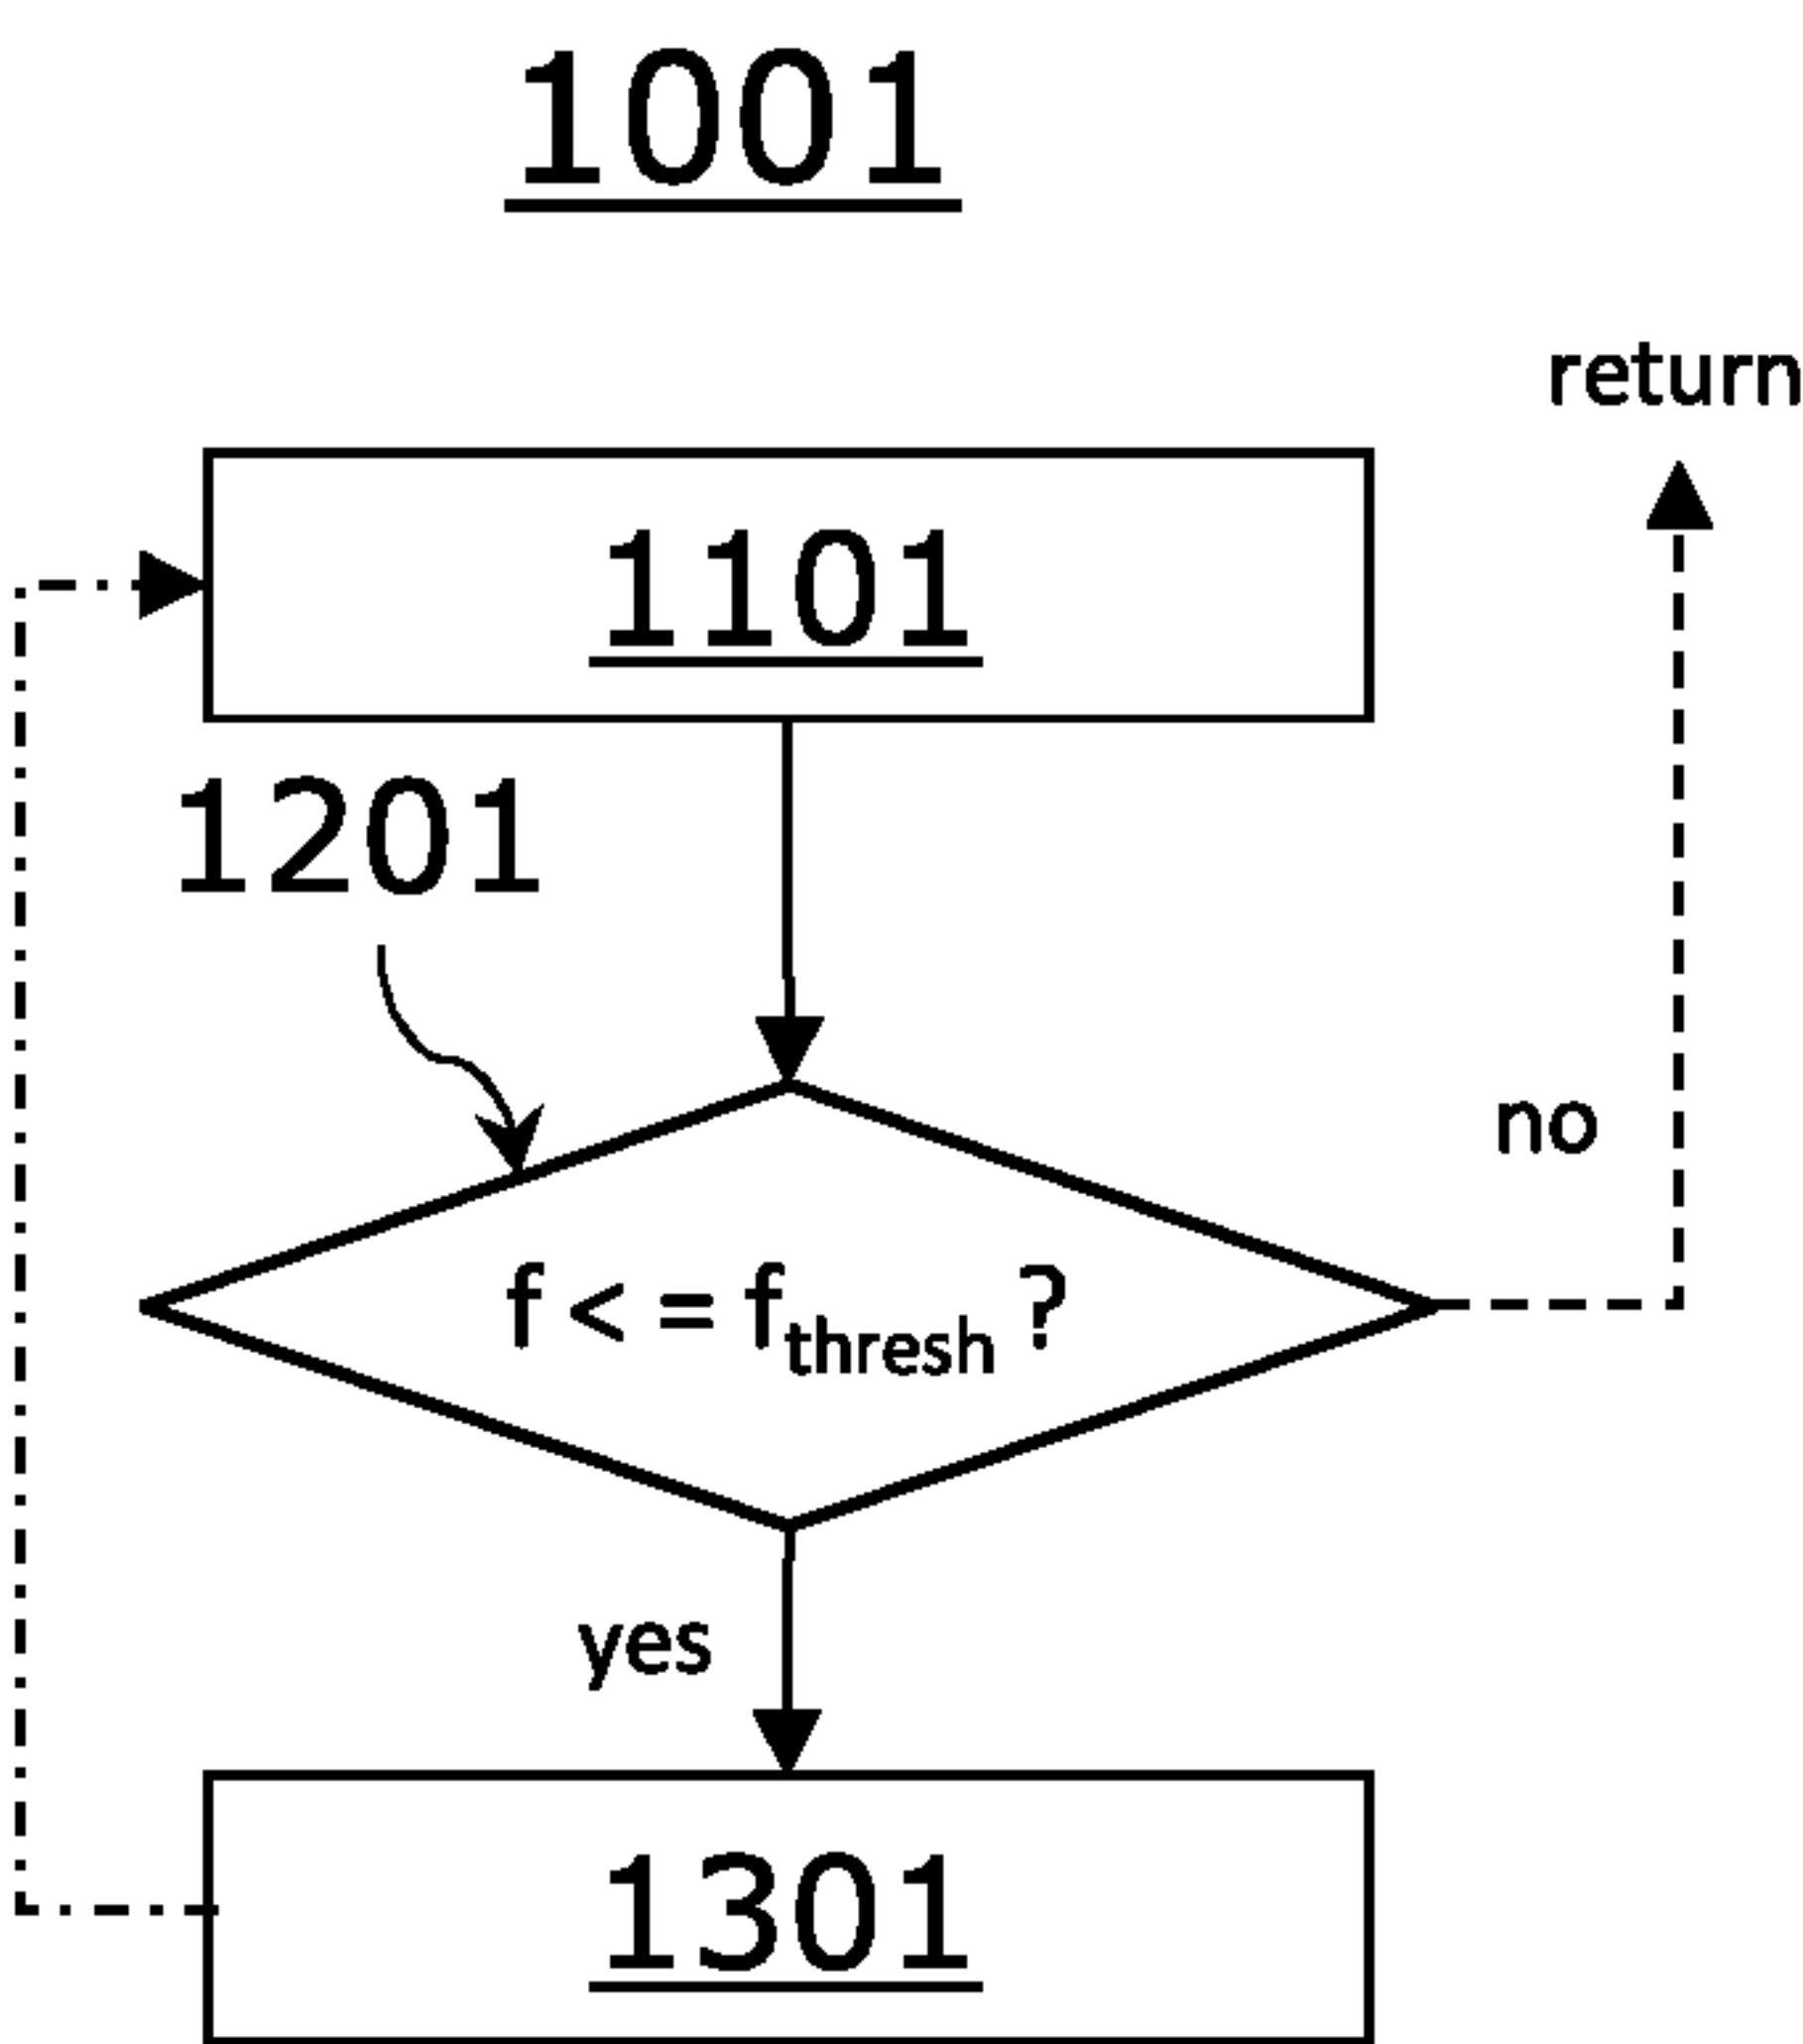 1001
return
1101
1201
no
f <= fthresh ?
yes
1301